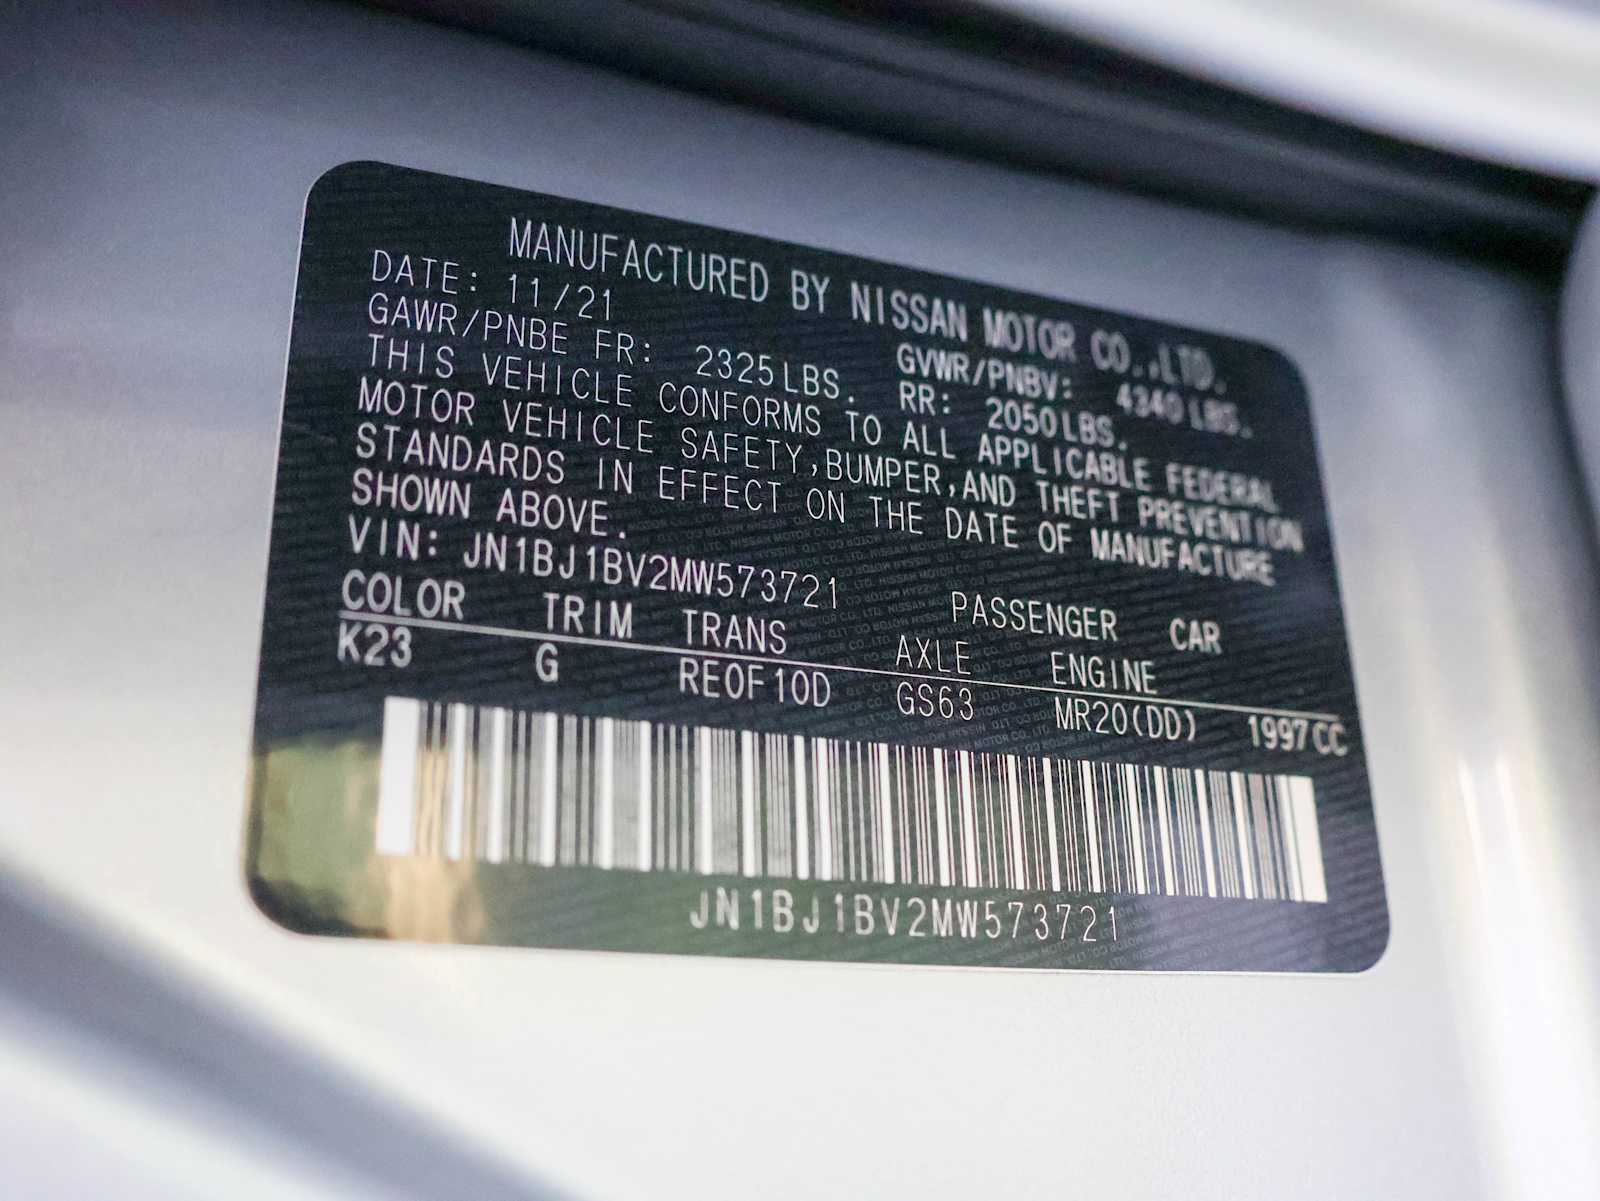 MANUFACTURED BY NISSAN MOTOR CO.,LTD.
DATE: 11/21 GVWR/PNBV: 4340LBS.
GAWR/PNBE FR: 2325LBS. RR: 2050LBS.
THIS VEHICLE CONFORMS TO ALL APPLICABLE FEDERAL
MOTOR VEHICLE SAFETY,BUMPER,AND THEFT PREVENTION
STANDARDS IN EFFECT ON THE DATE OF MANUFACTURE
SHOWN ABOVE.
VIN: JN1BJ1BV2MW573721 PASSENGER CAR
COLOR TRIM TRANS AXLE ENGINE
K23 G RE0F10D GS63 MR20(DD) 1997CC
JN1BJ1BV2MW573721